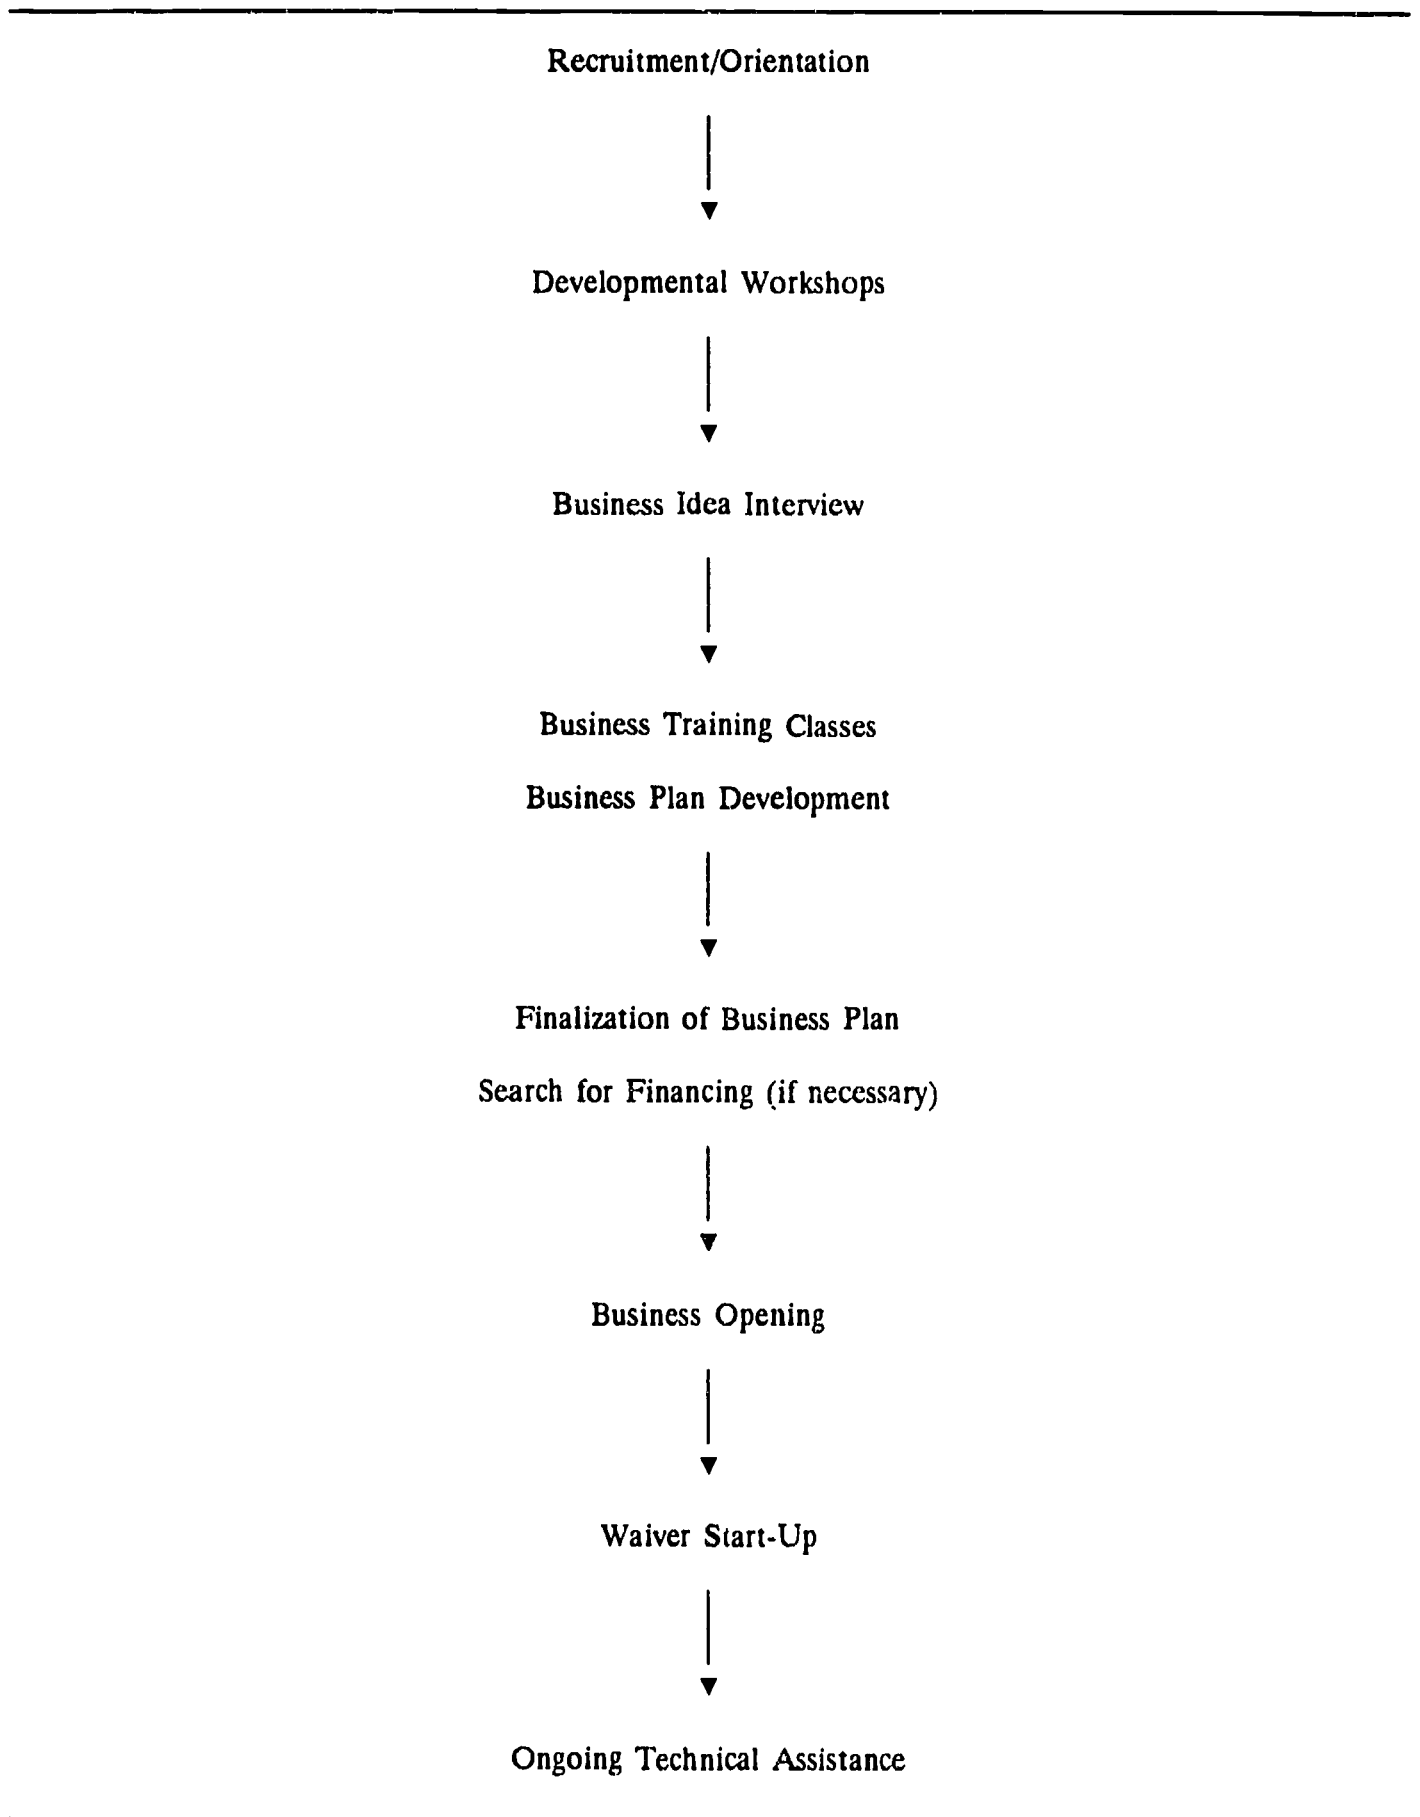 Recruitment/Orientation
Developmental Workshops
Business Idea Interview
Business Training Classes
Business Plan Development
Finalization of Business Plan
Search for Financing (if necessary)
Business Opening
Waiver Start-Up
Ongoing Technical Assistance